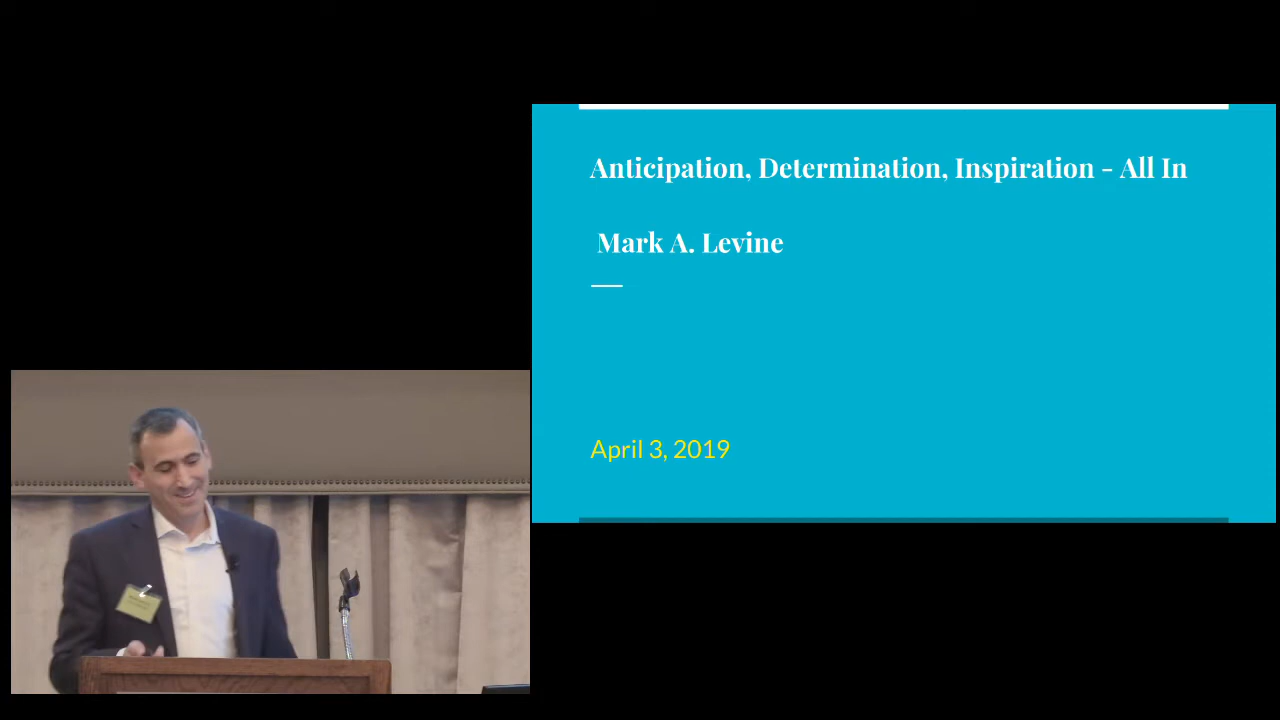 Anticipation, Determination, Inspiration - All In
Mark A. Levine
April 3, 2019